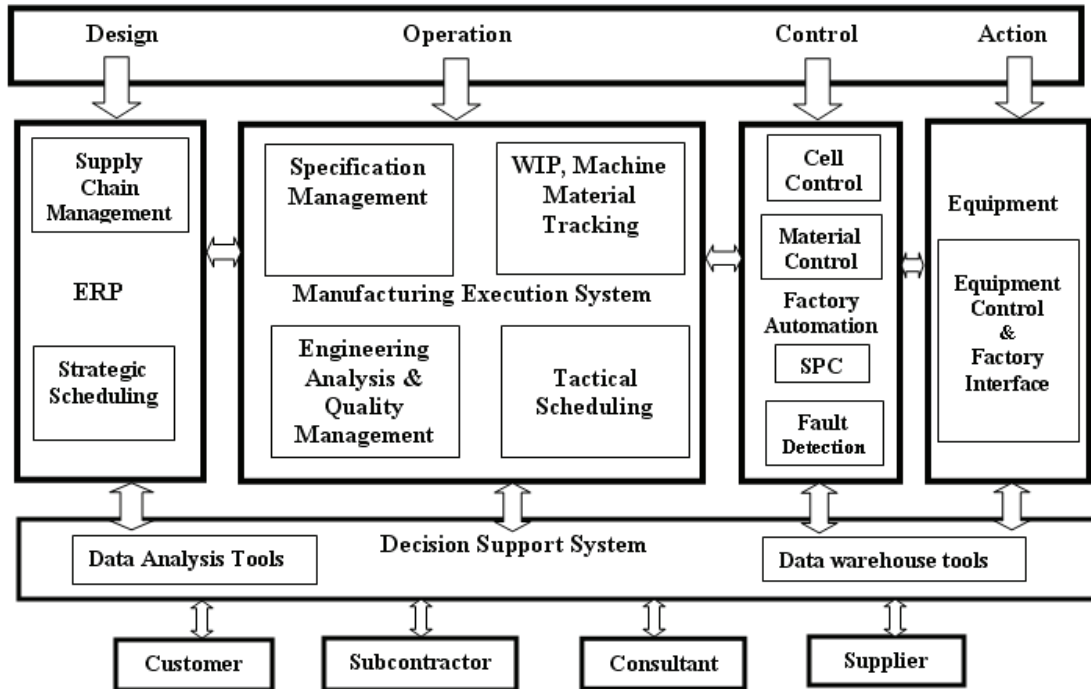 Design
Operation
Control
Action
Supply
Chain
Management
ERP
Strategic
Scheduling
Specification
Management
WIP, Machine
Material
Tracking
Manufacturing Execution System
Engineering
Analysis &
Quality
Management
Tactical
Scheduling
Cell
Control
Material
Control
Factory
Automation
SPC
Fault
Detection
Equipment
Equipment
Control
&
Factory
Interface
Decision Support System
Data Analysis Tools
Data warehouse tools
Customer
Subcontractor
Consultant
Supplier